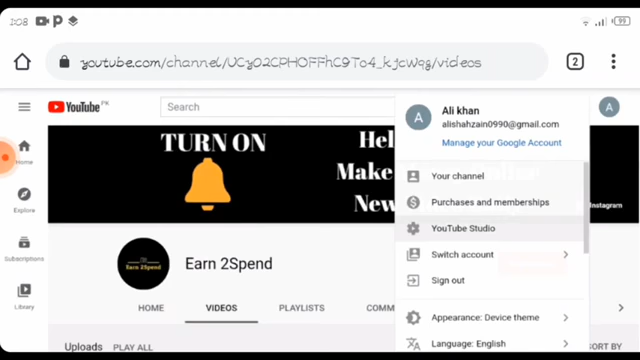 1:08
99
youtube.com/channel/UCyO2CPHOFFhC9To4_kjcWqg/videos
2
YouTube PK
Search
A
A
Ali khan
alishahzain0990@gmail.com
Manage your Google Account
TURN ON
Hel
Make
New
Instagram
Home
Explore
Subscriptions
Library
Your channel
Purchases and memberships
YouTube Studio
Switch account
Sign out
Appearance: Device theme
Language: English
Earn 2Spend
Earn 2Spend
HOME
VIDEOS
PLAYLISTS
COMM
Uploads
PLAY ALL
SORT BY